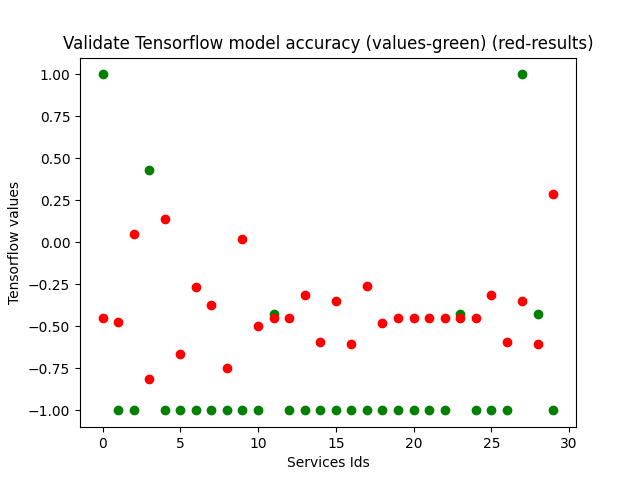 Validate Tensorflow model accuracy (values-green) (red-results)
1.00
0.75
0.50
0.25
0.00
−0.25
−0.50
−0.75
−1.00
Tensorflow values
0 5 10 15 20 25 30
Services Ids